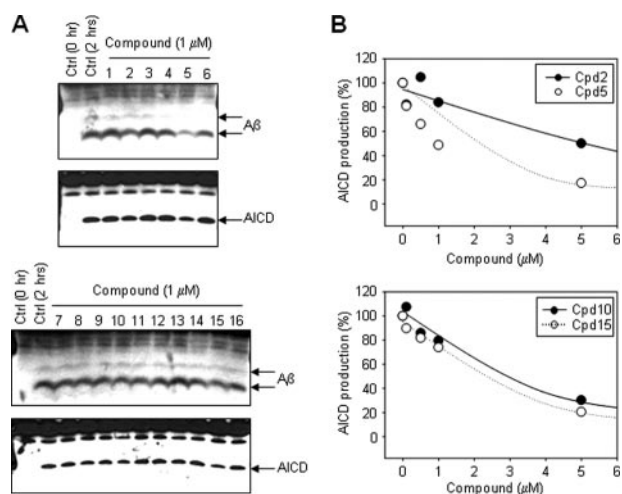 A
Ctrl (0 hr)
Ctrl (2 hrs)
Compound (1 μM)
1 2 3 4 5 6
Aβ
AICD
Ctrl (0 hr)
Ctrl (2 hrs)
Compound (1 μM)
7 8 9 10 11 12 13 14 15 16
Aβ
AICD
B
AICD production (%)
120
100
80
60
40
20
0
Cpd2
Cpd5
0 1 2 3 4 5 6
Compound (μM)
AICD production (%)
120
100
80
60
40
20
0
Cpd10
Cpd15
0 1 2 3 4 5 6
Compound (μM)